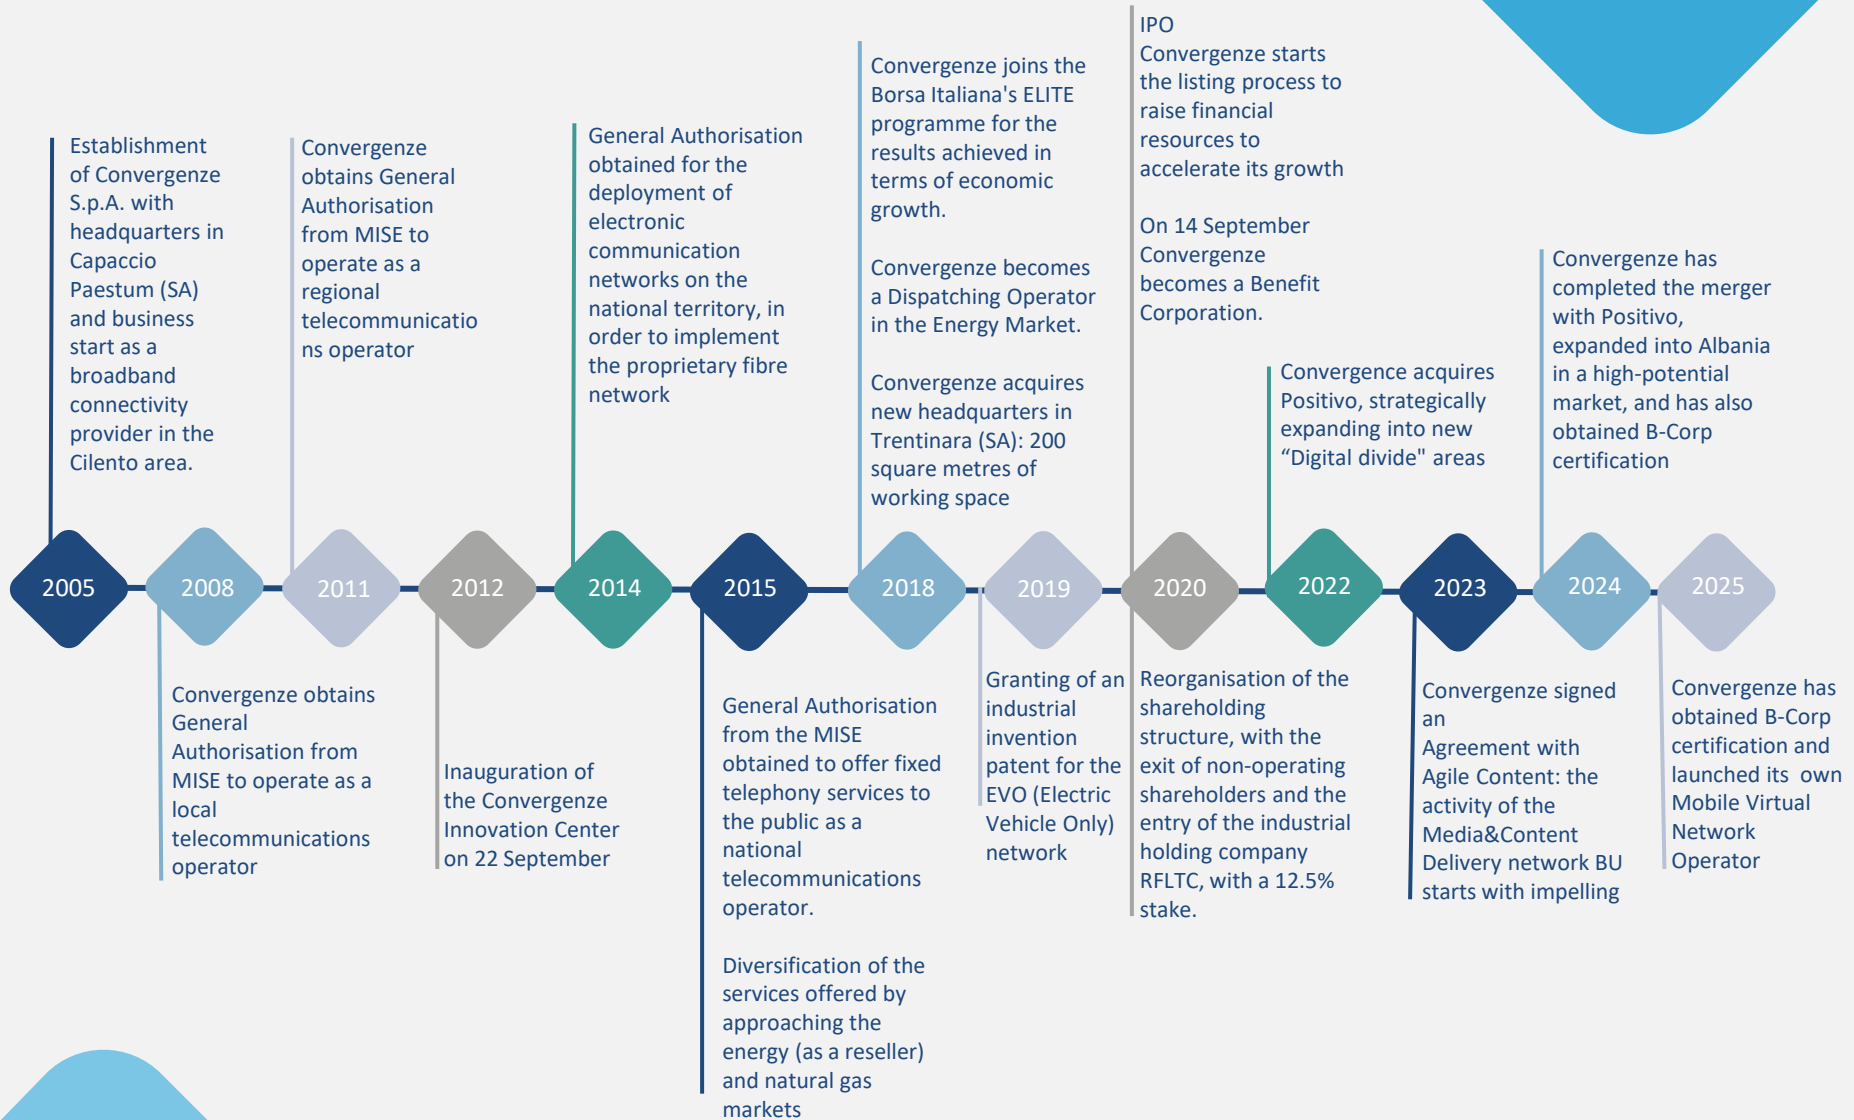 Establishment
of Convergenze
S.p.A. with
headquarters in
Capaccio
Paestum (SA)
and business
start as a
broadband
connectivity
provider in the
Cilento area.
Convergenze
obtains General
Authorisation
from MISE to
operate as a
regional
telecommunicatio
ns operator
General Authorisation
obtained for the
deployment of
electronic
communication
networks on the
national territory, in
order to implement
the proprietary fibre
network
Convergenze joins the
Borsa Italiana's ELITE
programme for the
results achieved in
terms of economic
growth.
Convergenze becomes
a Dispatching Operator
in the Energy Market.
Convergenze acquires
new headquarters in
Trentinara (SA): 200
square metres of
working space
IPO
Convergenze starts
the listing process to
raise financial
resources to
accelerate its growth
On 14 September
Convergenze
becomes a Benefit
Corporation.
Convergence acquires
Positivo, strategically
expanding into new
“Digital divide" areas
Convergenze has
completed the merger
with Positivo,
expanded into Albania
in a high-potential
market, and has also
obtained B-Corp
certification
2005
2008
2011
2012
2014
2015
2018
2019
2020
2022
2023
2024
2025
Convergenze obtains
General
Authorisation from
MISE to operate as a
local
telecommunications
operator
Inauguration of
the Convergenze
Innovation Center
on 22 September
General Authorisation
from the MISE
obtained to offer fixed
telephony services to
the public as a
national
telecommunications
operator.
Diversification of the
services offered by
approaching the
energy (as a reseller)
and natural gas
markets
Granting of an
industrial
invention
patent for the
EVO (Electric
Vehicle Only)
network
Reorganisation of the
shareholding
structure, with the
exit of non-operating
shareholders and the
entry of the industrial
holding company
RFLTC, with a 12.5%
stake.
Convergenze signed
an
Agreement with
Agile Content: the
activity of the
Media&Content
Delivery network BU
starts with impelling
Convergenze has
obtained B-Corp
certification and
launched its  own
Mobile Virtual
Network
Operator